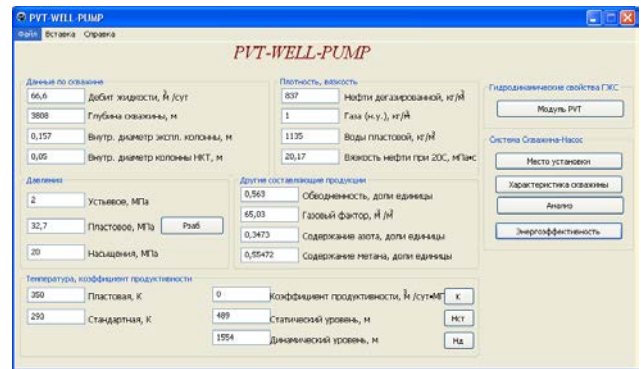 PVT-WELL-PUMP
Файл Вставка Справка
PVT-WELL-PUMP
Данные по скважине
66,6 Дебит жидкости, м³/сут
3808 Глубина скважины, м
0,157 Внутр. диаметр экспл. колонны, м
0,05 Внутр. диаметр колонны НКТ, м
Плотность, вязкость
837 Нефти дегазированной, кг/м³
1 Газа (н.у.), кг/м³
1135 Воды пластовой, кг/м³
20,17 Вязкость нефти при 20С, мПа•с
Гидродинамические свойства ГЖС
Модуль PVT
Система Скважина-Насос
Место установки
Характеристика скважины
Анализ
Энергоэффективность
Давления
2 Устьевое, МПа
32,7 Пластовое, МПа Рзаб
20 Насыщения, МПа
Другие составляющие продукции
0,563 Обводненность, доли единицы
65,03 Газовый фактор, м³/м³
0,3473 Содержание азота, доли единицы
0,55472 Содержание метана, доли единицы
Температура, коэффициент продуктивности
350 Пластовая, К
293 Стандартная, К
0 Коэффициент продуктивности, м³/сут•МП К
489 Статический уровень, м Нст
1554 Динамический уровень, м Нд